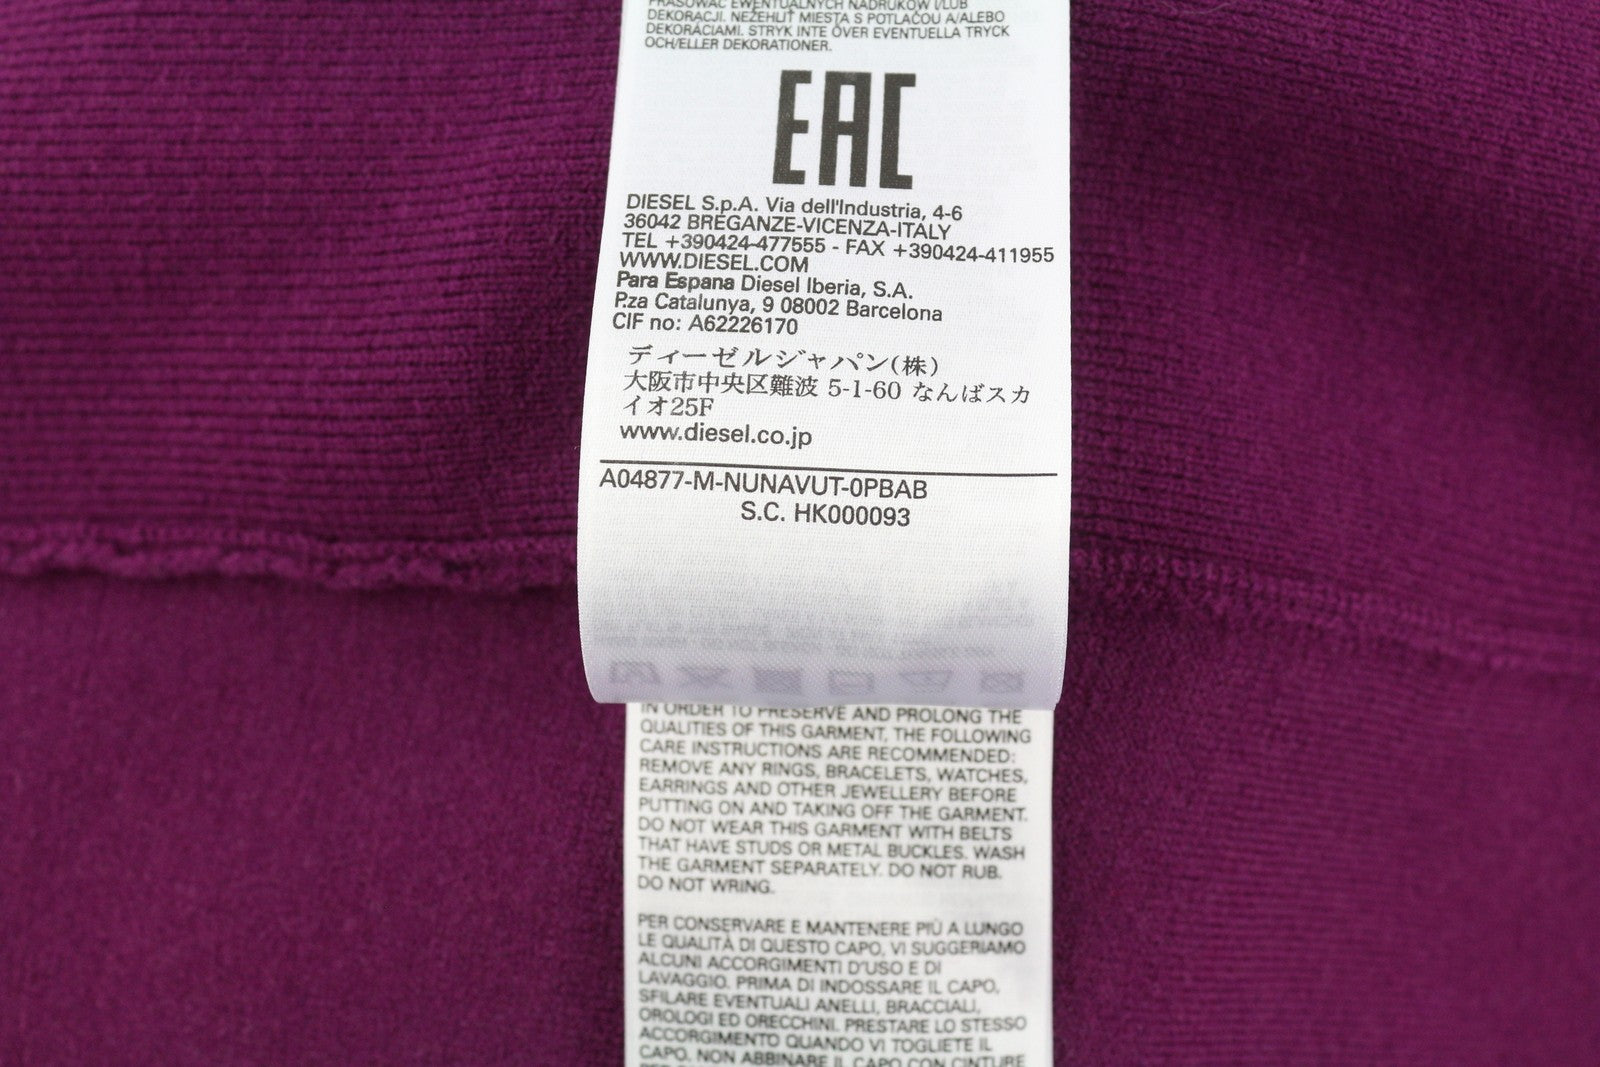 PRASOWAĆ EWENTUALNYCH NADRUKÓW I/LUB
DEKORACJI. NEŽEHLIŤ MIESTA S POTLAČOU A/ALEBO
DEKORÁCIAMI. STRYK INTE ÖVER EVENTUELLA TRYCK
OCH/ELLER DEKORATIONER.
EAC
DIESEL S.p.A. Via dell'Industria, 4-6
36042 BREGANZE-VICENZA-ITALY
TEL +390424-477555 - FAX +390424-411955
WWW.DIESEL.COM
Para Espana Diesel Iberia, S.A.
P.za Catalunya, 9 08002 Barcelona
CIF no: A62226170
ディーゼルジャパン(株)
大阪市中央区難波 5-1-60 なんばスカ
イオ25F
www.diesel.co.jp
A04877-M-NUNAVUT-0PBAB
S.C. HK000093
IN ORDER TO PRESERVE AND PROLONG THE
QUALITIES OF THIS GARMENT, THE FOLLOWING
CARE INSTRUCTIONS ARE RECOMMENDED:
REMOVE ANY RINGS, BRACELETS, WATCHES,
EARRINGS AND OTHER JEWELLERY BEFORE
PUTTING ON AND TAKING OFF THE GARMENT.
DO NOT WEAR THIS GARMENT WITH BELTS
THAT HAVE STUDS OR METAL BUCKLES. WASH
THE GARMENT SEPARATELY. DO NOT RUB.
DO NOT WRING.
PER CONSERVARE E MANTENERE PIÙ A LUNGO
LE QUALITÀ DI QUESTO CAPO, VI SUGGERIAMO
ALCUNI ACCORGIMENTI D'USO E DI
LAVAGGIO. PRIMA DI INDOSSARE IL CAPO,
SFILARE EVENTUALI ANELLI, BRACCIALI,
OROLOGI ED ORECCHINI. PRESTARE LO STESSO
ACCORGIMENTO QUANDO VI TOGLIETE IL
CAPO. NON ABBINARE IL CAPO CON CINTURE